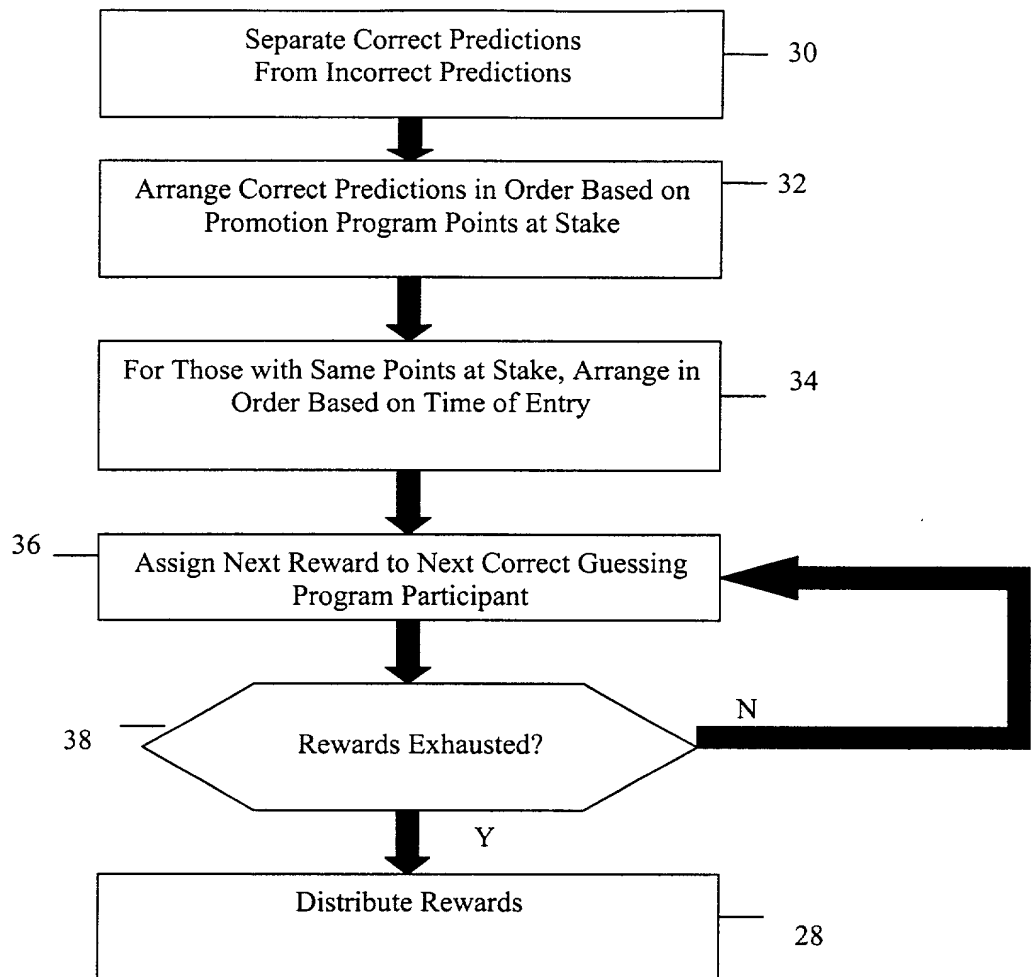 Separate Correct Predictions
From Incorrect Predictions
30
Arrange Correct Predictions in Order Based on
Promotion Program Points at Stake
32
For Those with Same Points at Stake, Arrange in
Order Based on Time of Entry
34
36
Assign Next Reward to Next Correct Guessing
Program Participant
38
Rewards Exhausted?
N
Y
Distribute Rewards
28